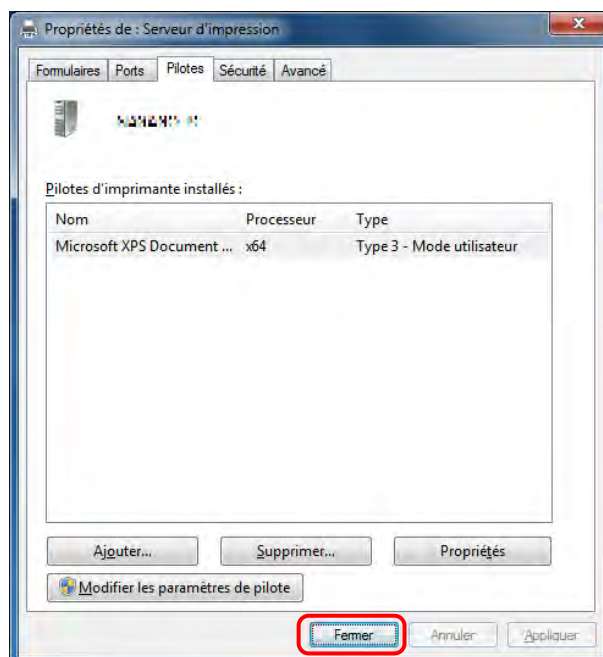 Propriétés de : Serveur d'impression
Formulaires Ports Pilotes Sécurité Avancé
Pilotes d'imprimante installés :
Nom Processeur Type
Microsoft XPS Document ... x64 Type 3 - Mode utilisateur
Ajouter... Supprimer... Propriétés
Modifier les paramètres de pilote
Fermer Annuler Appliquer